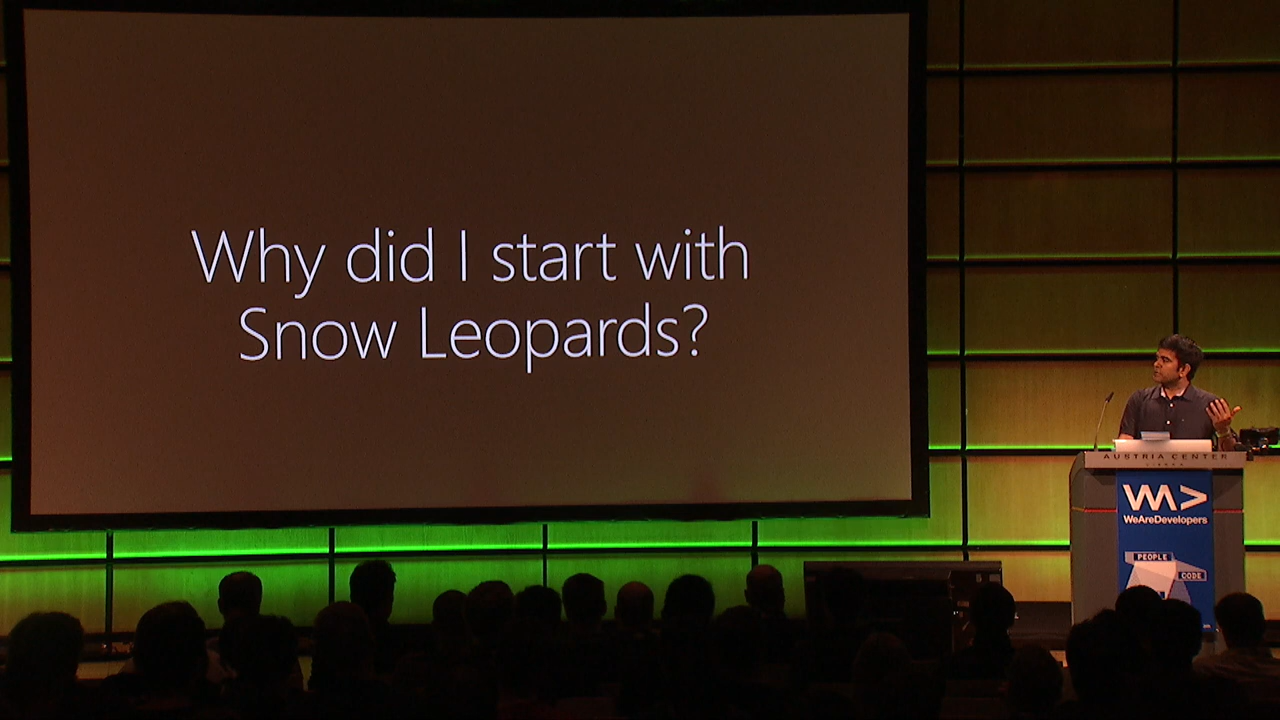 Why did I start with
Snow Leopards?
AUSTRIA CENTER
WeAreDevelopers
PEOPLE
CODE